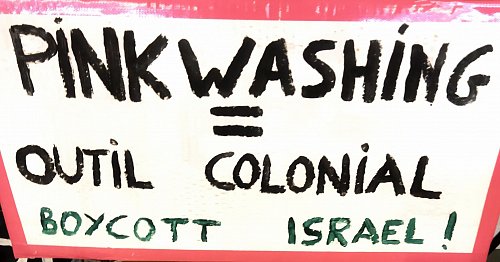 PiNKWASHiNG
=
OUTiL COLONiAL
BOYCOTT ISRAEL !